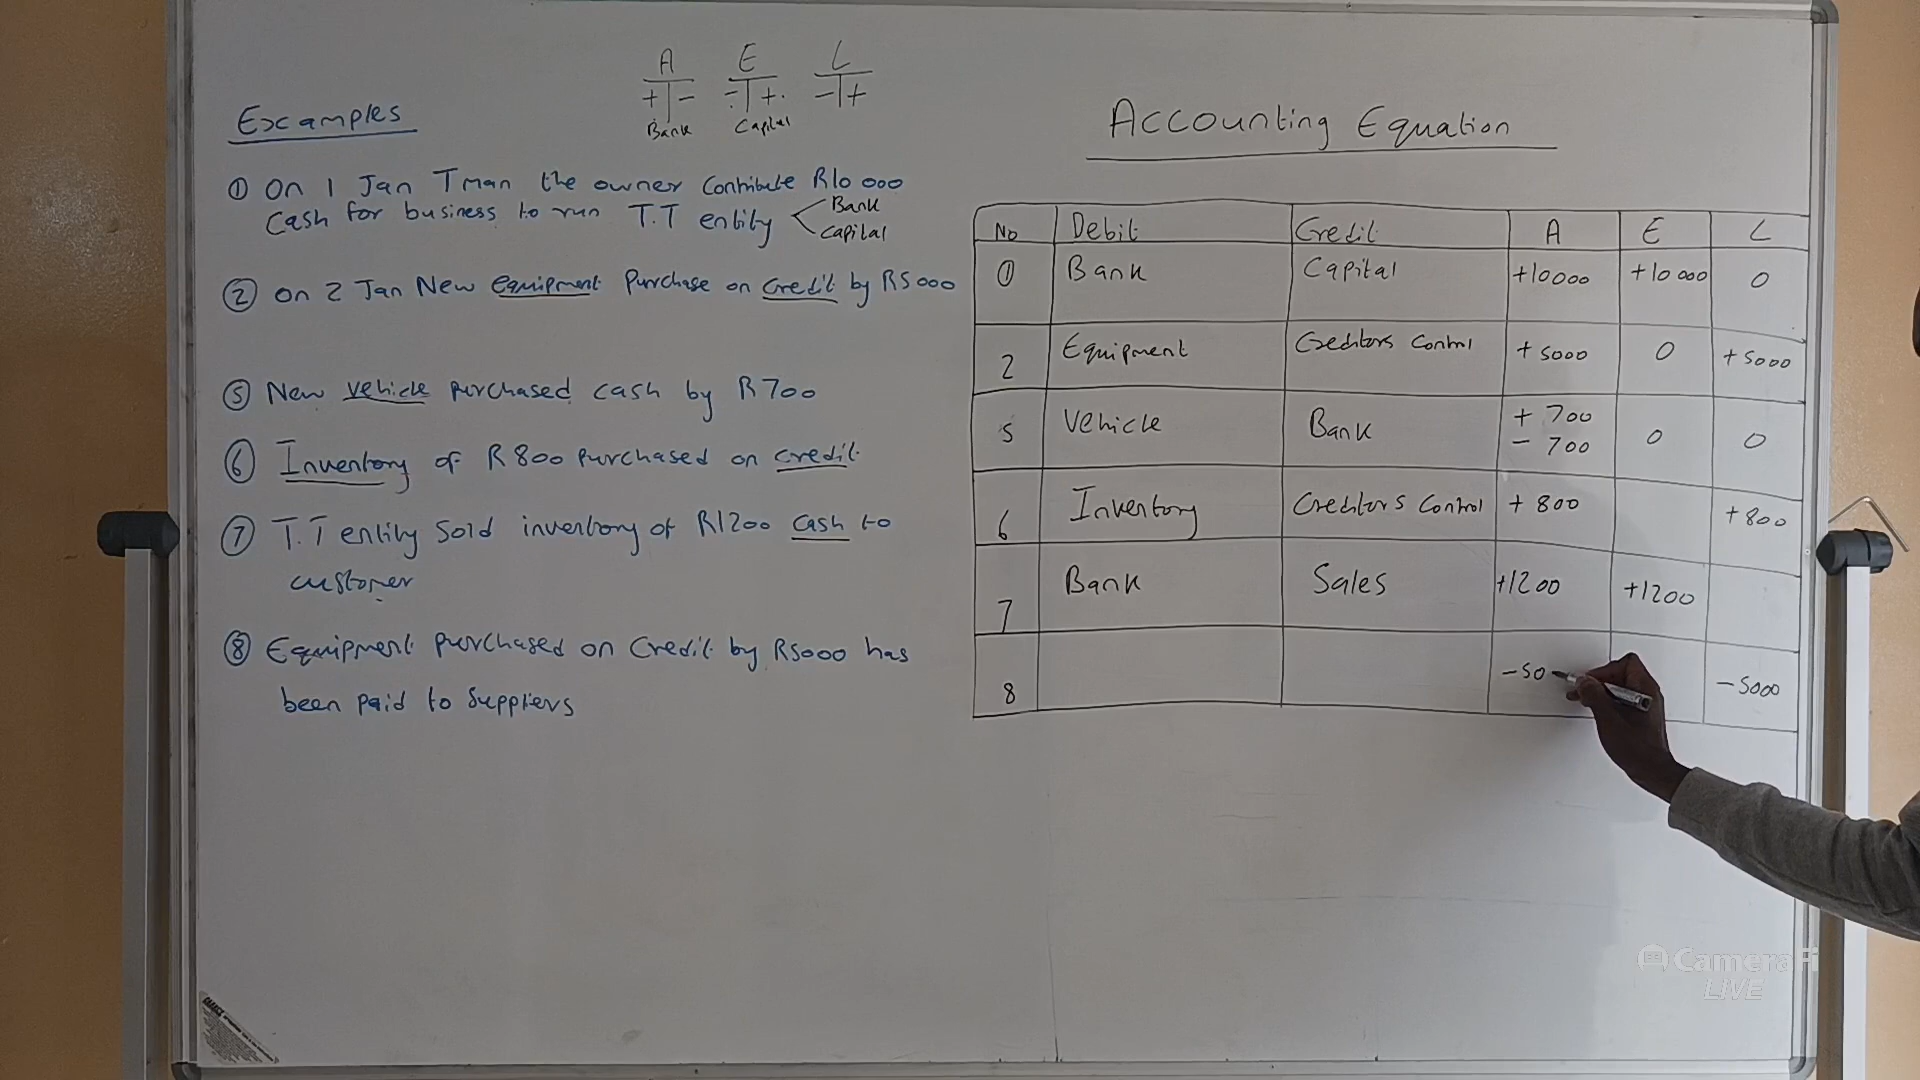 A E L
+ - - + - +
Bank Capital
Examples
① On 1 Jan Tman the owner Contribute R10 000
Cash for business to run T.T entity
Bank
Capital
② on 2 Jan New equipment Purchase on Credit by R5000
⑤ New Vehicle purchased cash by R700
⑥ Inventory of R800 purchased on credit
⑦ T.T entity Sold inventory of R1200 cash to
customer
⑧ Equipment purchased on Credit by R5000 has
been paid to Suppliers
Accounting Equation
No Debit Credit A E L
① Bank Capital +10000 +10 000 0
2 Equipment Creditors Control +5000 0 +5000
5 Vehicle Bank + 700 - 700 0 0
6 Inventory Creditors Control +800 +800
7 Bank Sales +1200 +1200
8 -50 -5000
CameraFi
LIVE